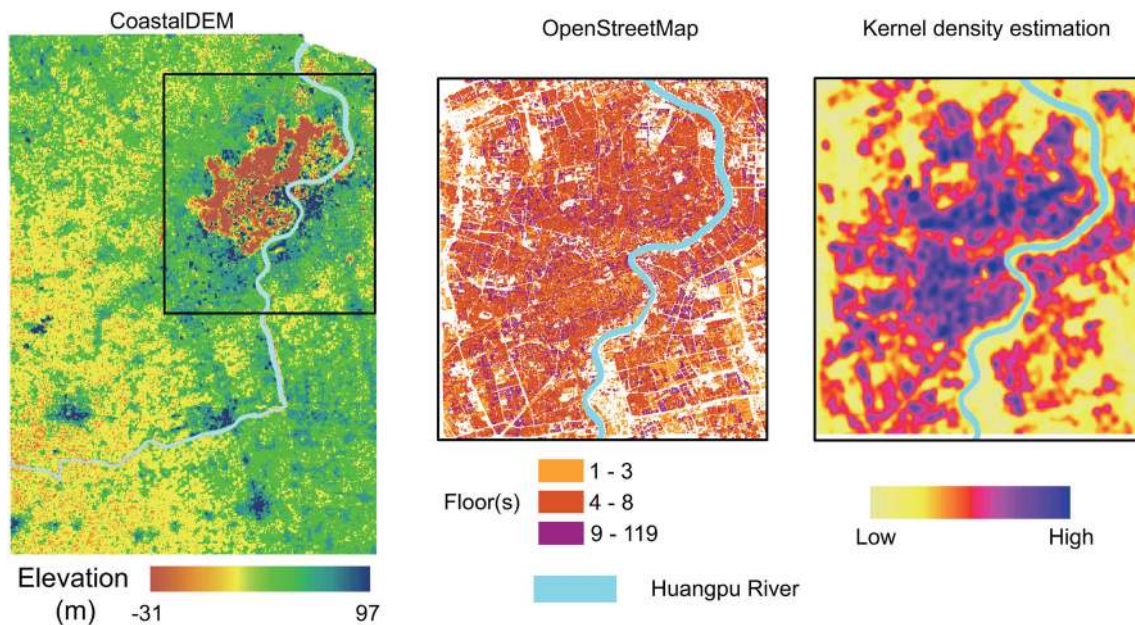 CoastalDEM
OpenStreetMap
Kernel density estimation
Elevation
(m)
-31
97
Floor(s)
1 - 3
4 - 8
9 - 119
Huangpu River
Low
High